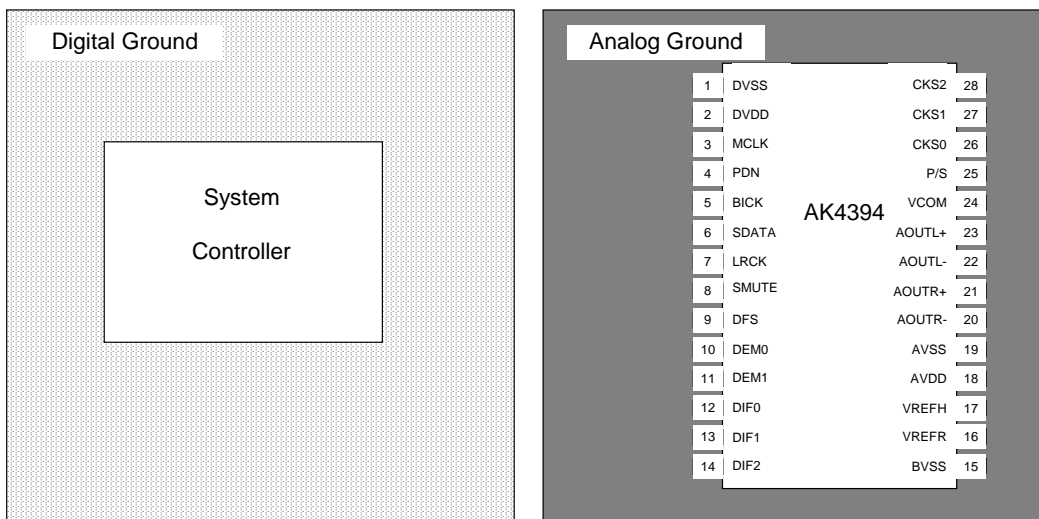 Digital Ground
System
Controller
Analog Ground
AK4394
1 DVSS CKS2 28
2 DVDD CKS1 27
3 MCLK CKS0 26
4 PDN P/S 25
5 BICK VCOM 24
6 SDATA AOUTL+ 23
7 LRCK AOUTL- 22
8 SMUTE AOUTR+ 21
9 DFS AOUTR- 20
10 DEM0 AVSS 19
11 DEM1 AVDD 18
12 DIF0 VREFH 17
13 DIF1 VREFR 16
14 DIF2 BVSS 15